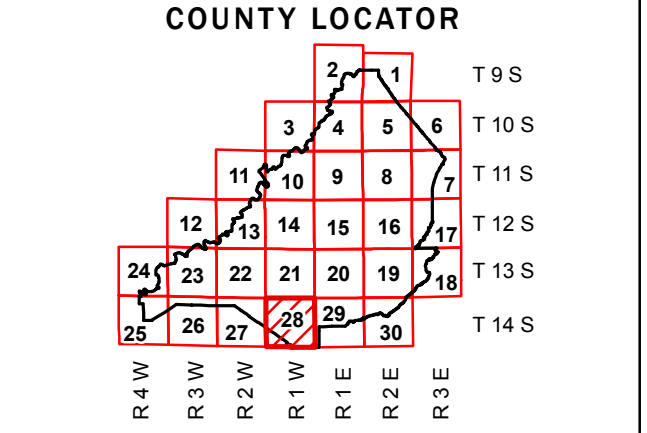 COUNTY LOCATOR
2 1 T 9 S
3 4 5 6 T 10 S
11 10 9 8 7 T 11 S
12 13 14 15 16 17 T 12 S
24 23 22 21 20 19 18 T 13 S
25 26 27 28 29 30 T 14 S
R 4 W R 3 W R 2 W R 1 W R 1 E R 2 E R 3 E